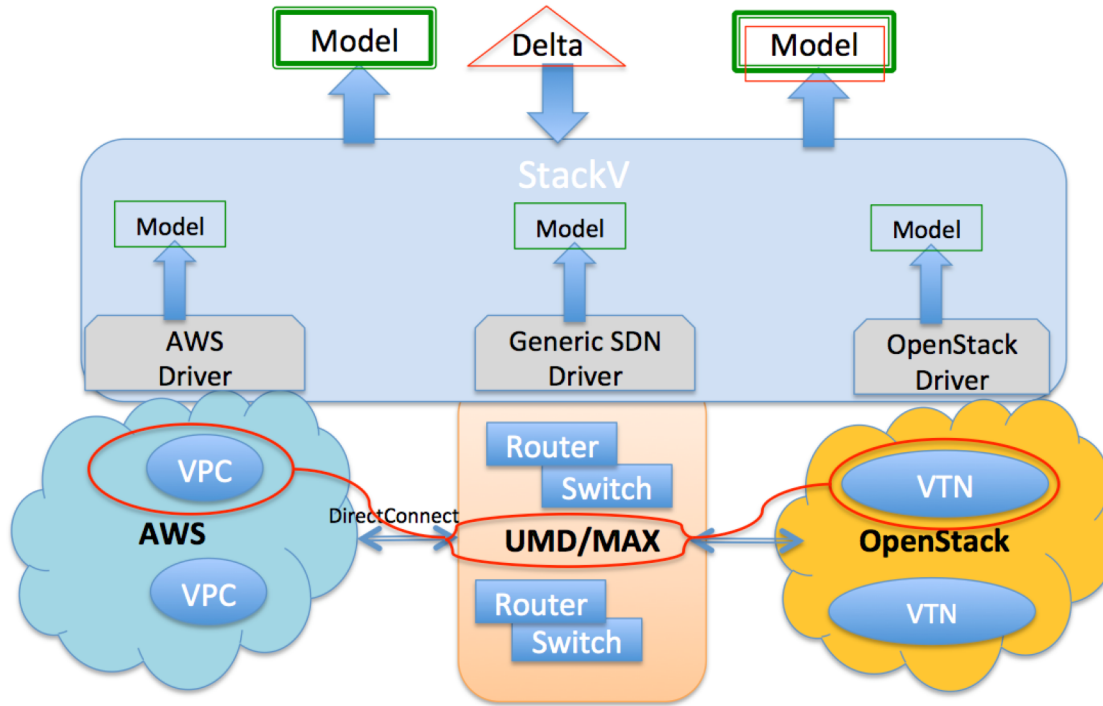 Model
Delta
Model
StackV
Model
Model
Model
AWS
Driver
Generic SDN
Driver
OpenStack
Driver
VPC
Router
Switch
VTN
DirectConnect
AWS
UMD/MAX
OpenStack
VPC
Router
Switch
VTN